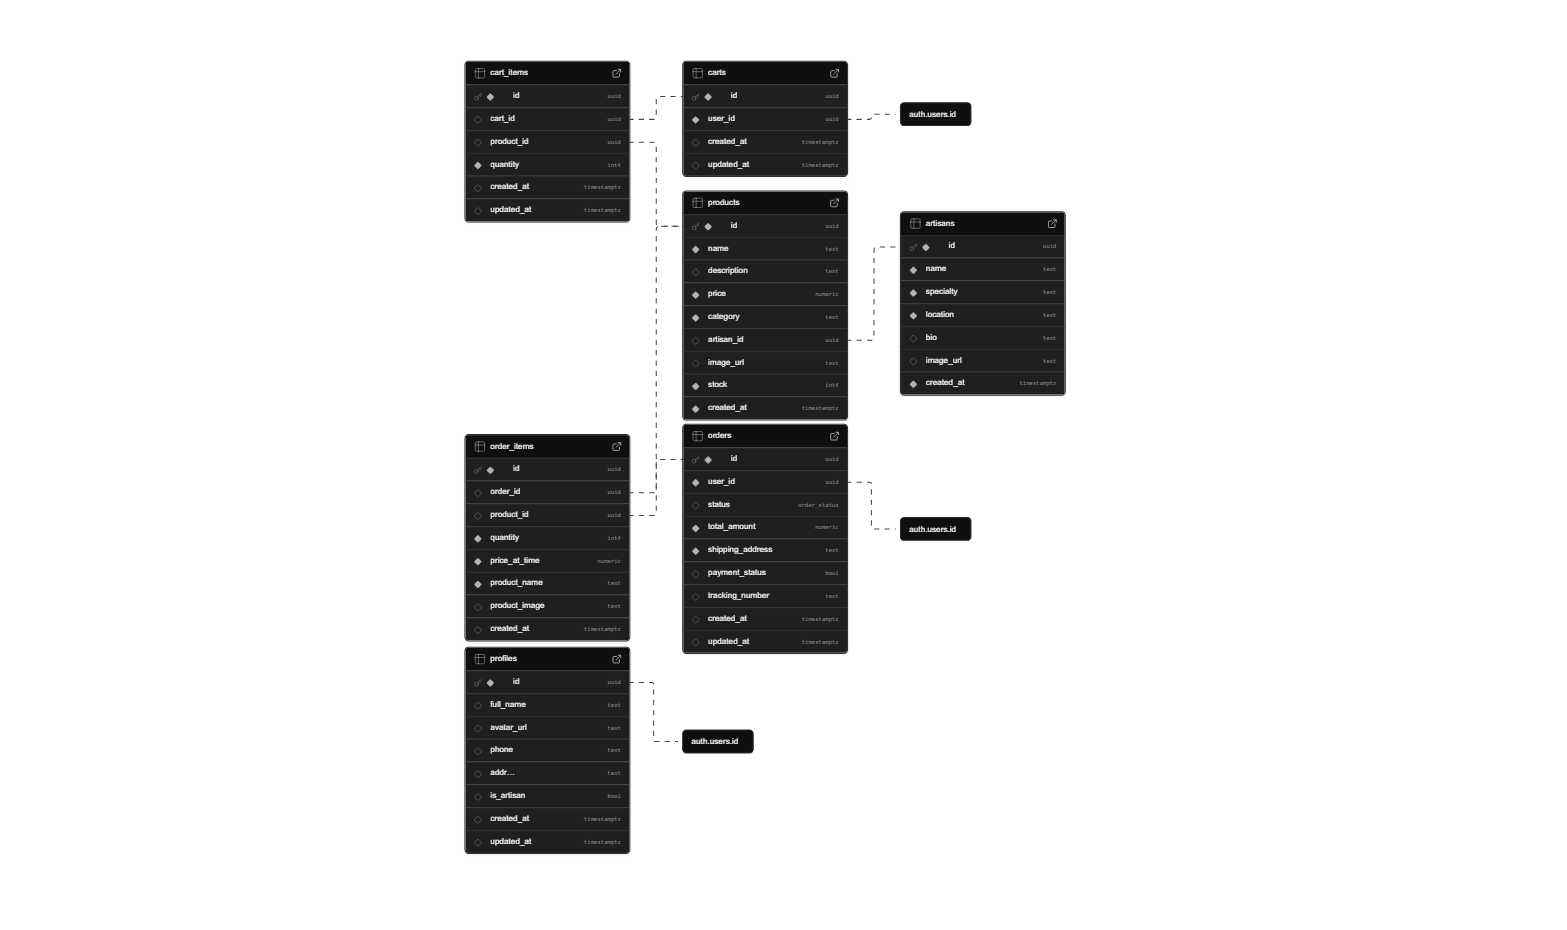 cart_items
id uuid
cart_id uuid
product_id uuid
quantity int4
created_at timestamptz
updated_at timestamptz
carts
id uuid
user_id uuid
created_at timestamptz
updated_at timestamptz
auth.users.id
products
id uuid
name text
description text
price numeric
category text
artisan_id uuid
image_url text
stock int4
created_at timestamptz
artisans
id uuid
name text
specialty text
location text
bio text
image_url text
created_at timestamptz
order_items
id uuid
order_id uuid
product_id uuid
quantity int4
price_at_time numeric
product_name text
product_image text
created_at timestamptz
orders
id uuid
user_id uuid
status order_status
total_amount numeric
shipping_address text
payment_status bool
tracking_number text
created_at timestamptz
updated_at timestamptz
auth.users.id
profiles
id uuid
full_name text
avatar_url text
phone text
addr... text
is_artisan bool
created_at timestamptz
updated_at timestamptz
auth.users.id